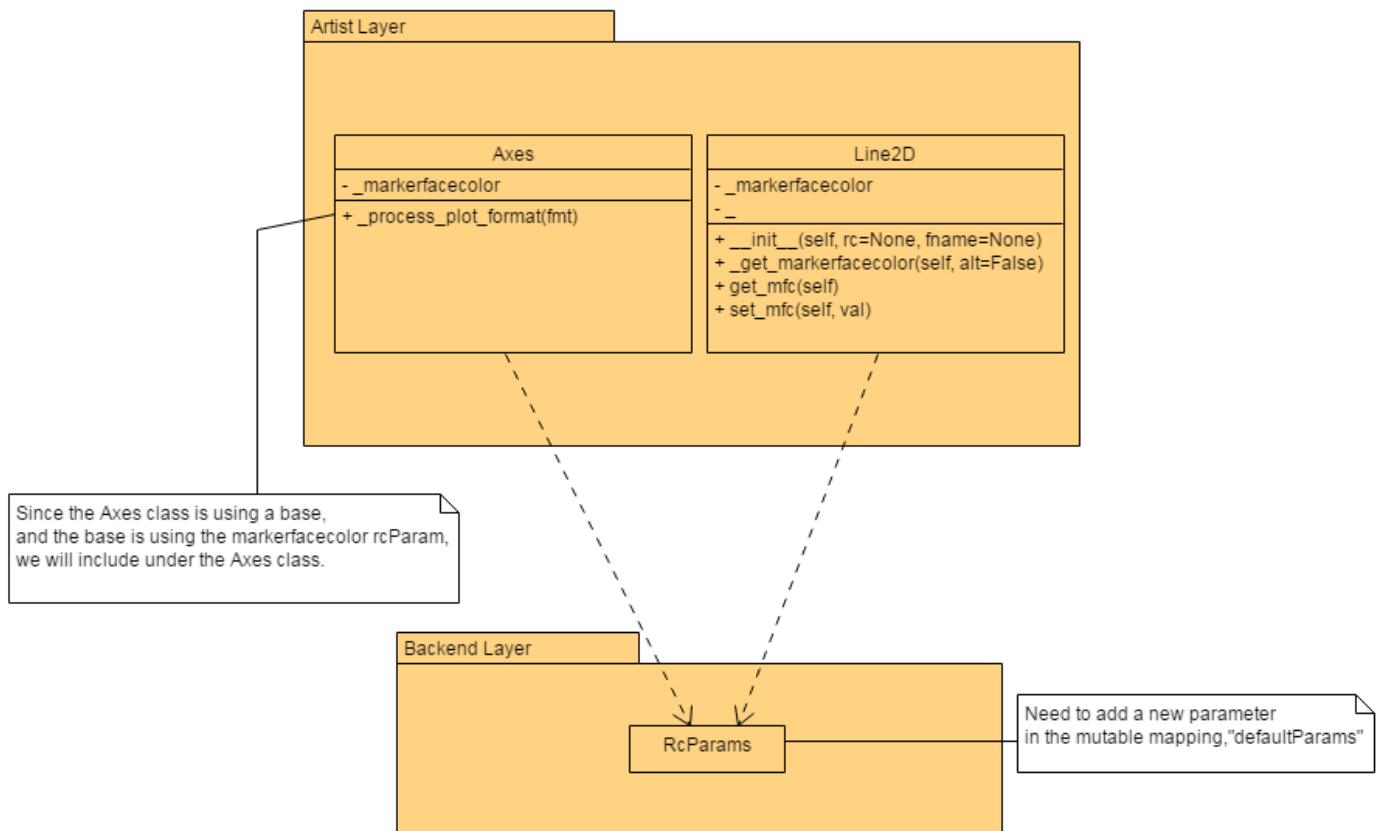 Artist Layer
Axes
- _markerfacecolor
+ _process_plot_format(fmt)
Line2D
- _markerfacecolor
- _
+ __init__(self, rc=None, fname=None)
+ _get_markerfacecolor(self, alt=False)
+ get_mfc(self)
+ set_mfc(self, val)
Since the Axes class is using a base,
and the base is using the markerfacecolor rcParam,
we will include under the Axes class.
Backend Layer
RcParams
Need to add a new parameter
in the mutable mapping,"defaultParams"